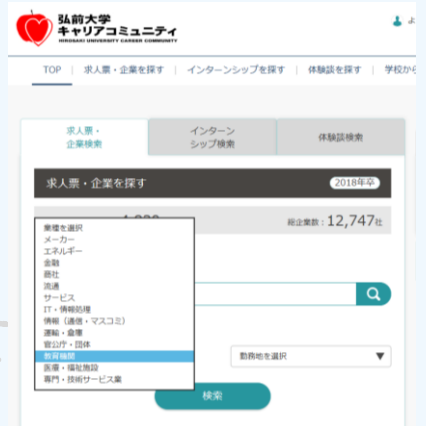 弘前大学
キャリアコミュニティ
HIROSAKI UNIVERSITY CAREER COMMUNITY
TOP | 求人票・企業を探す | インターンシップを探す | 体験談を探す | 学校から
求人票・
企業検索
インターン
シップ検索
体験談検索
求人票・企業を探す
2018年卒
総企業数：12,747社
業種を選択
メーカー
エネルギー
金融
商社
流通
サービス
IT・情報処理
情報（通信・マスコミ）
運輸・倉庫
官公庁・団体
教育機関
医療・福祉施設
専門・技術サービス業
勤務地を選択 ▼
検索